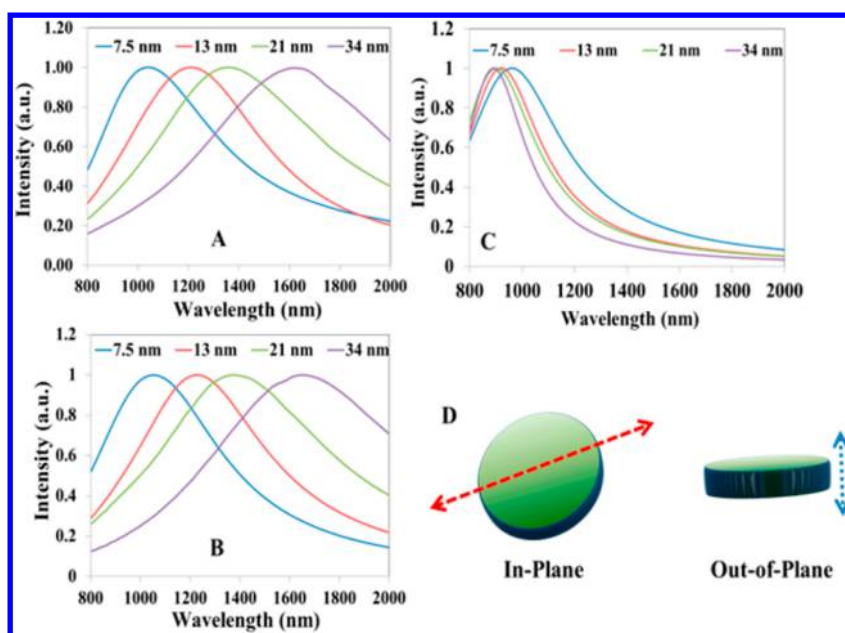 7.5 nm 13 nm 21 nm 34 nm
1.20
1.00
0.80
0.60
0.40
0.20
0.00
Intensity (a.u.)
A
800 1000 1200 1400 1600 1800 2000
Wavelength (nm)
7.5 nm 13 nm 21 nm 34 nm
1.2
1
0.8
0.6
0.4
0.2
0
Intensity (a.u.)
C
800 1000 1200 1400 1600 1800 2000
Wavelength (nm)
7.5 nm 13 nm 21 nm 34 nm
1.2
1
0.8
0.6
0.4
0.2
0
Intensity (a.u.)
B
800 1000 1200 1400 1600 1800 2000
Wavelength (nm)
D
In-Plane Out-of-Plane